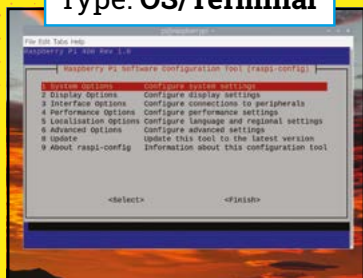 Type: OS/Terminal
File Edit Tabs Help
Raspberry Pi 400 Rev 1.0
Raspberry Pi Software Configuration Tool (raspi-config)
1 System Options Configure system settings
2 Display Options Configure display settings
3 Interface Options Configure connections to peripherals
4 Performance Options Configure performance settings
5 Localisation Options Configure language and regional settings
6 Advanced Options Configure advanced settings
8 Update Update this tool to the latest version
9 About raspi-config Information about this configuration tool
<Select> <Finish>